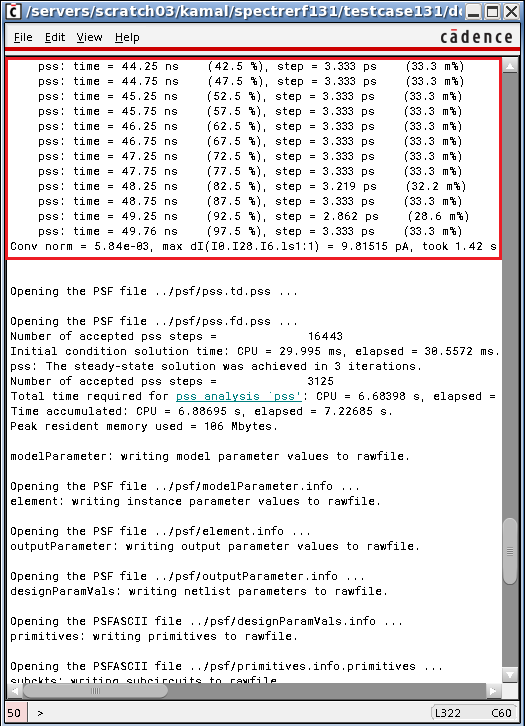 /servers/scratch03/kamal/spectrerf131/testcase131/d
File Edit View Help cādence
pss: time = 44.25 ns (42.5 %), step = 3.333 ps (33.3 m%)
pss: time = 44.75 ns (47.5 %), step = 3.333 ps (33.3 m%)
pss: time = 45.25 ns (52.5 %), step = 3.333 ps (33.3 m%)
pss: time = 45.75 ns (57.5 %), step = 3.333 ps (33.3 m%)
pss: time = 46.25 ns (62.5 %), step = 3.333 ps (33.3 m%)
pss: time = 46.75 ns (67.5 %), step = 3.333 ps (33.3 m%)
pss: time = 47.25 ns (72.5 %), step = 3.333 ps (33.3 m%)
pss: time = 47.75 ns (77.5 %), step = 3.333 ps (33.3 m%)
pss: time = 48.25 ns (82.5 %), step = 3.219 ps (32.2 m%)
pss: time = 48.75 ns (87.5 %), step = 3.333 ps (33.3 m%)
pss: time = 49.25 ns (92.5 %), step = 2.862 ps (28.6 m%)
pss: time = 49.76 ns (97.5 %), step = 3.333 ps (33.3 m%)
Conv norm = 5.84e-03, max dI(I0.I28.I6.ls1:1) = 9.81515 pA, took 1.42 s
Opening the PSF file ../psf/pss.td.pss ...
Opening the PSF file ../psf/pss.fd.pss ...
Number of accepted pss steps = 16443
Initial condition solution time: CPU = 29.995 ms, elapsed = 30.5572 ms.
pss: The steady-state solution was achieved in 3 iterations.
Number of accepted pss steps = 3125
Total time required for pss analysis `pss': CPU = 6.68398 s, elapsed =
Time accumulated: CPU = 6.88695 s, elapsed = 7.22685 s.
Peak resident memory used = 106 Mbytes.
modelParameter: writing model parameter values to rawfile.
Opening the PSF file ../psf/modelParameter.info ...
element: writing instance parameter values to rawfile.
Opening the PSF file ../psf/element.info ...
outputParameter: writing output parameter values to rawfile.
Opening the PSF file ../psf/outputParameter.info ...
designParamVals: writing netlist parameters to rawfile.
Opening the PSFASCII file ../psf/designParamVals.info ...
primitives: writing primitives to rawfile.
Opening the PSFASCII file ../psf/primitives.info.primitives ...
subckts: writing subcircuits to rawfile
50 > L322 C60